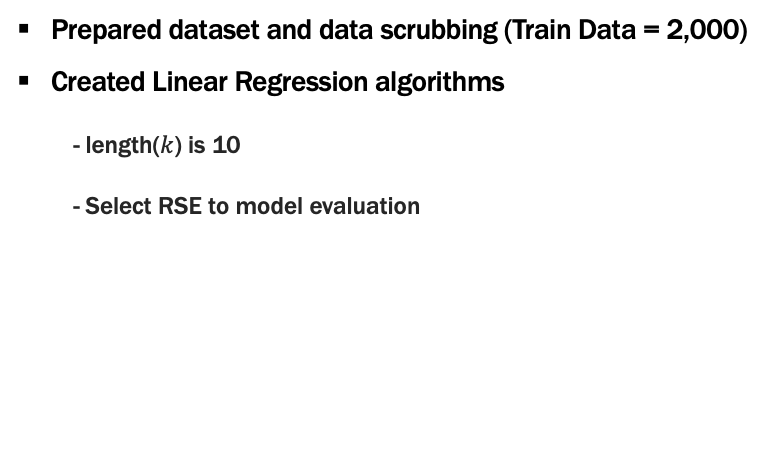 ▪ Prepared dataset and data scrubbing (Train Data = 2,000)
▪ Created Linear Regression algorithms
- length(k) is 10
- Select RSE to model evaluation